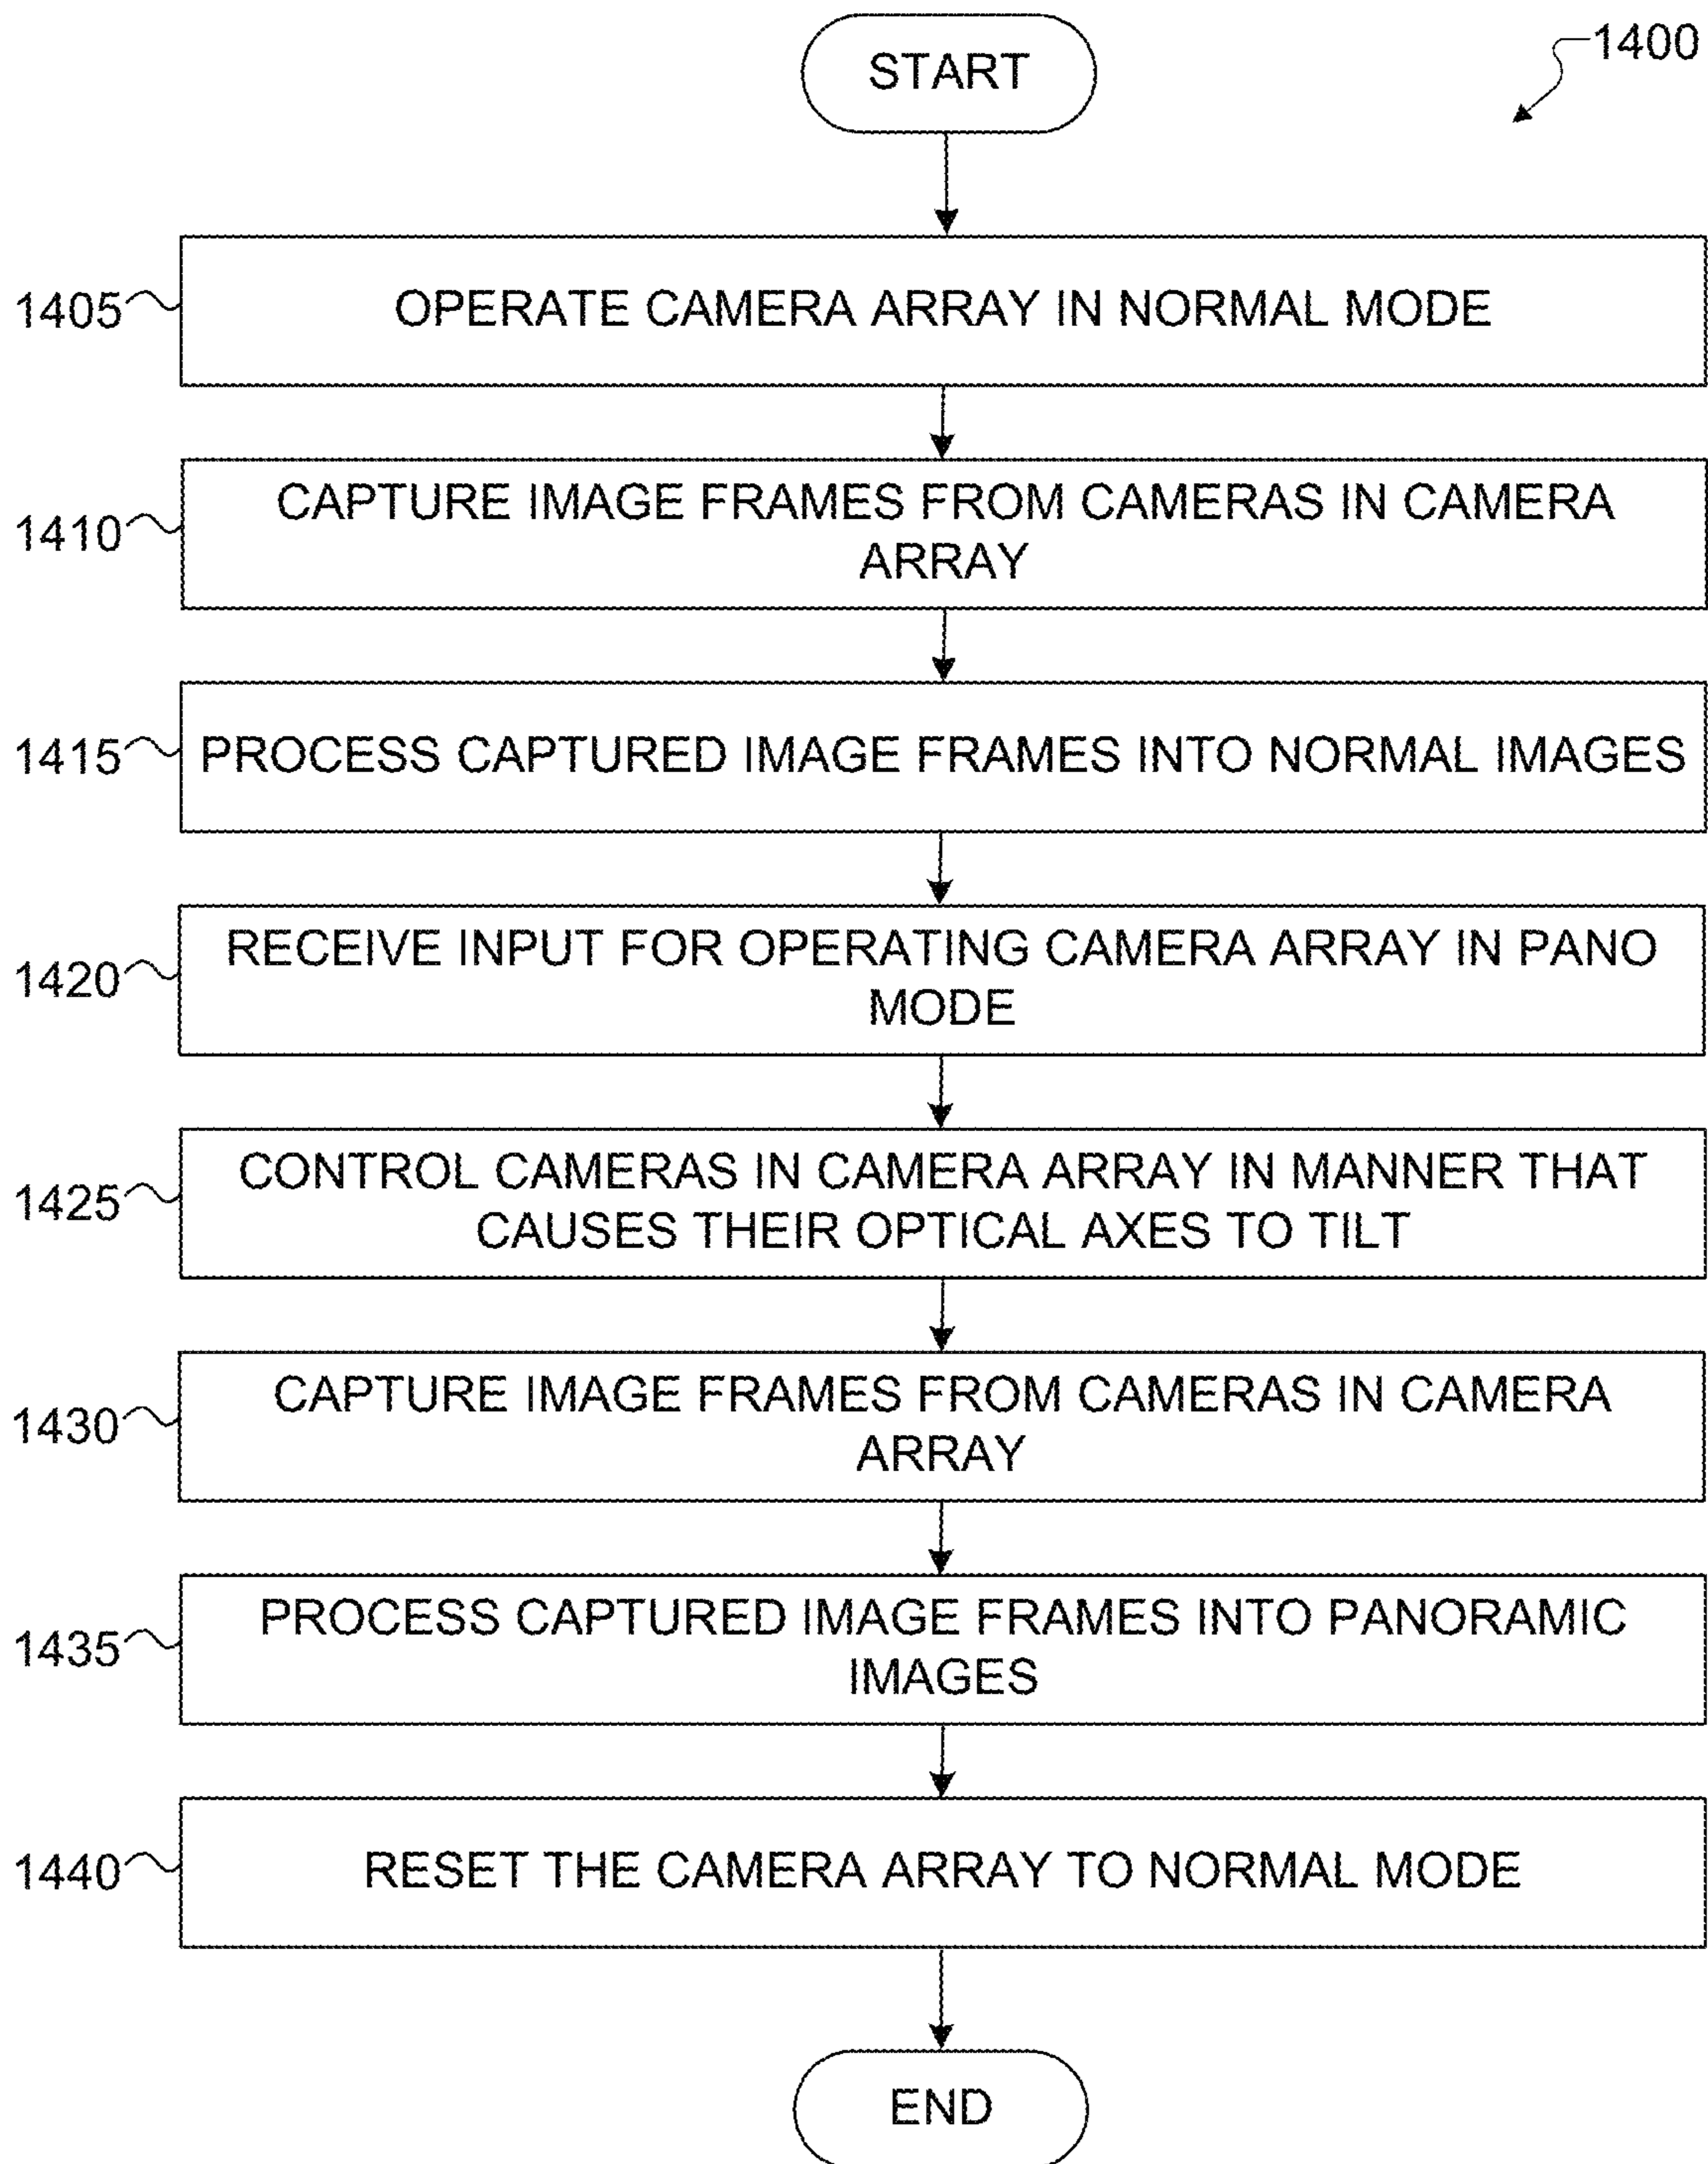 START
1400
1405
OPERATE CAMERA ARRAY IN NORMAL MODE
1410
CAPTURE IMAGE FRAMES FROM CAMERAS IN CAMERA
ARRAY
1415
PROCESS CAPTURED IMAGE FRAMES INTO NORMAL IMAGES
1420
RECEIVE INPUT FOR OPERATING CAMERA ARRAY IN PANO
MODE
1425
CONTROL CAMERAS IN CAMERA ARRAY IN MANNER THAT
CAUSES THEIR OPTICAL AXES TO TILT
1430
CAPTURE IMAGE FRAMES FROM CAMERAS IN CAMERA
ARRAY
1435
PROCESS CAPTURED IMAGE FRAMES INTO PANORAMIC
IMAGES
1440
RESET THE CAMERA ARRAY TO NORMAL MODE
END